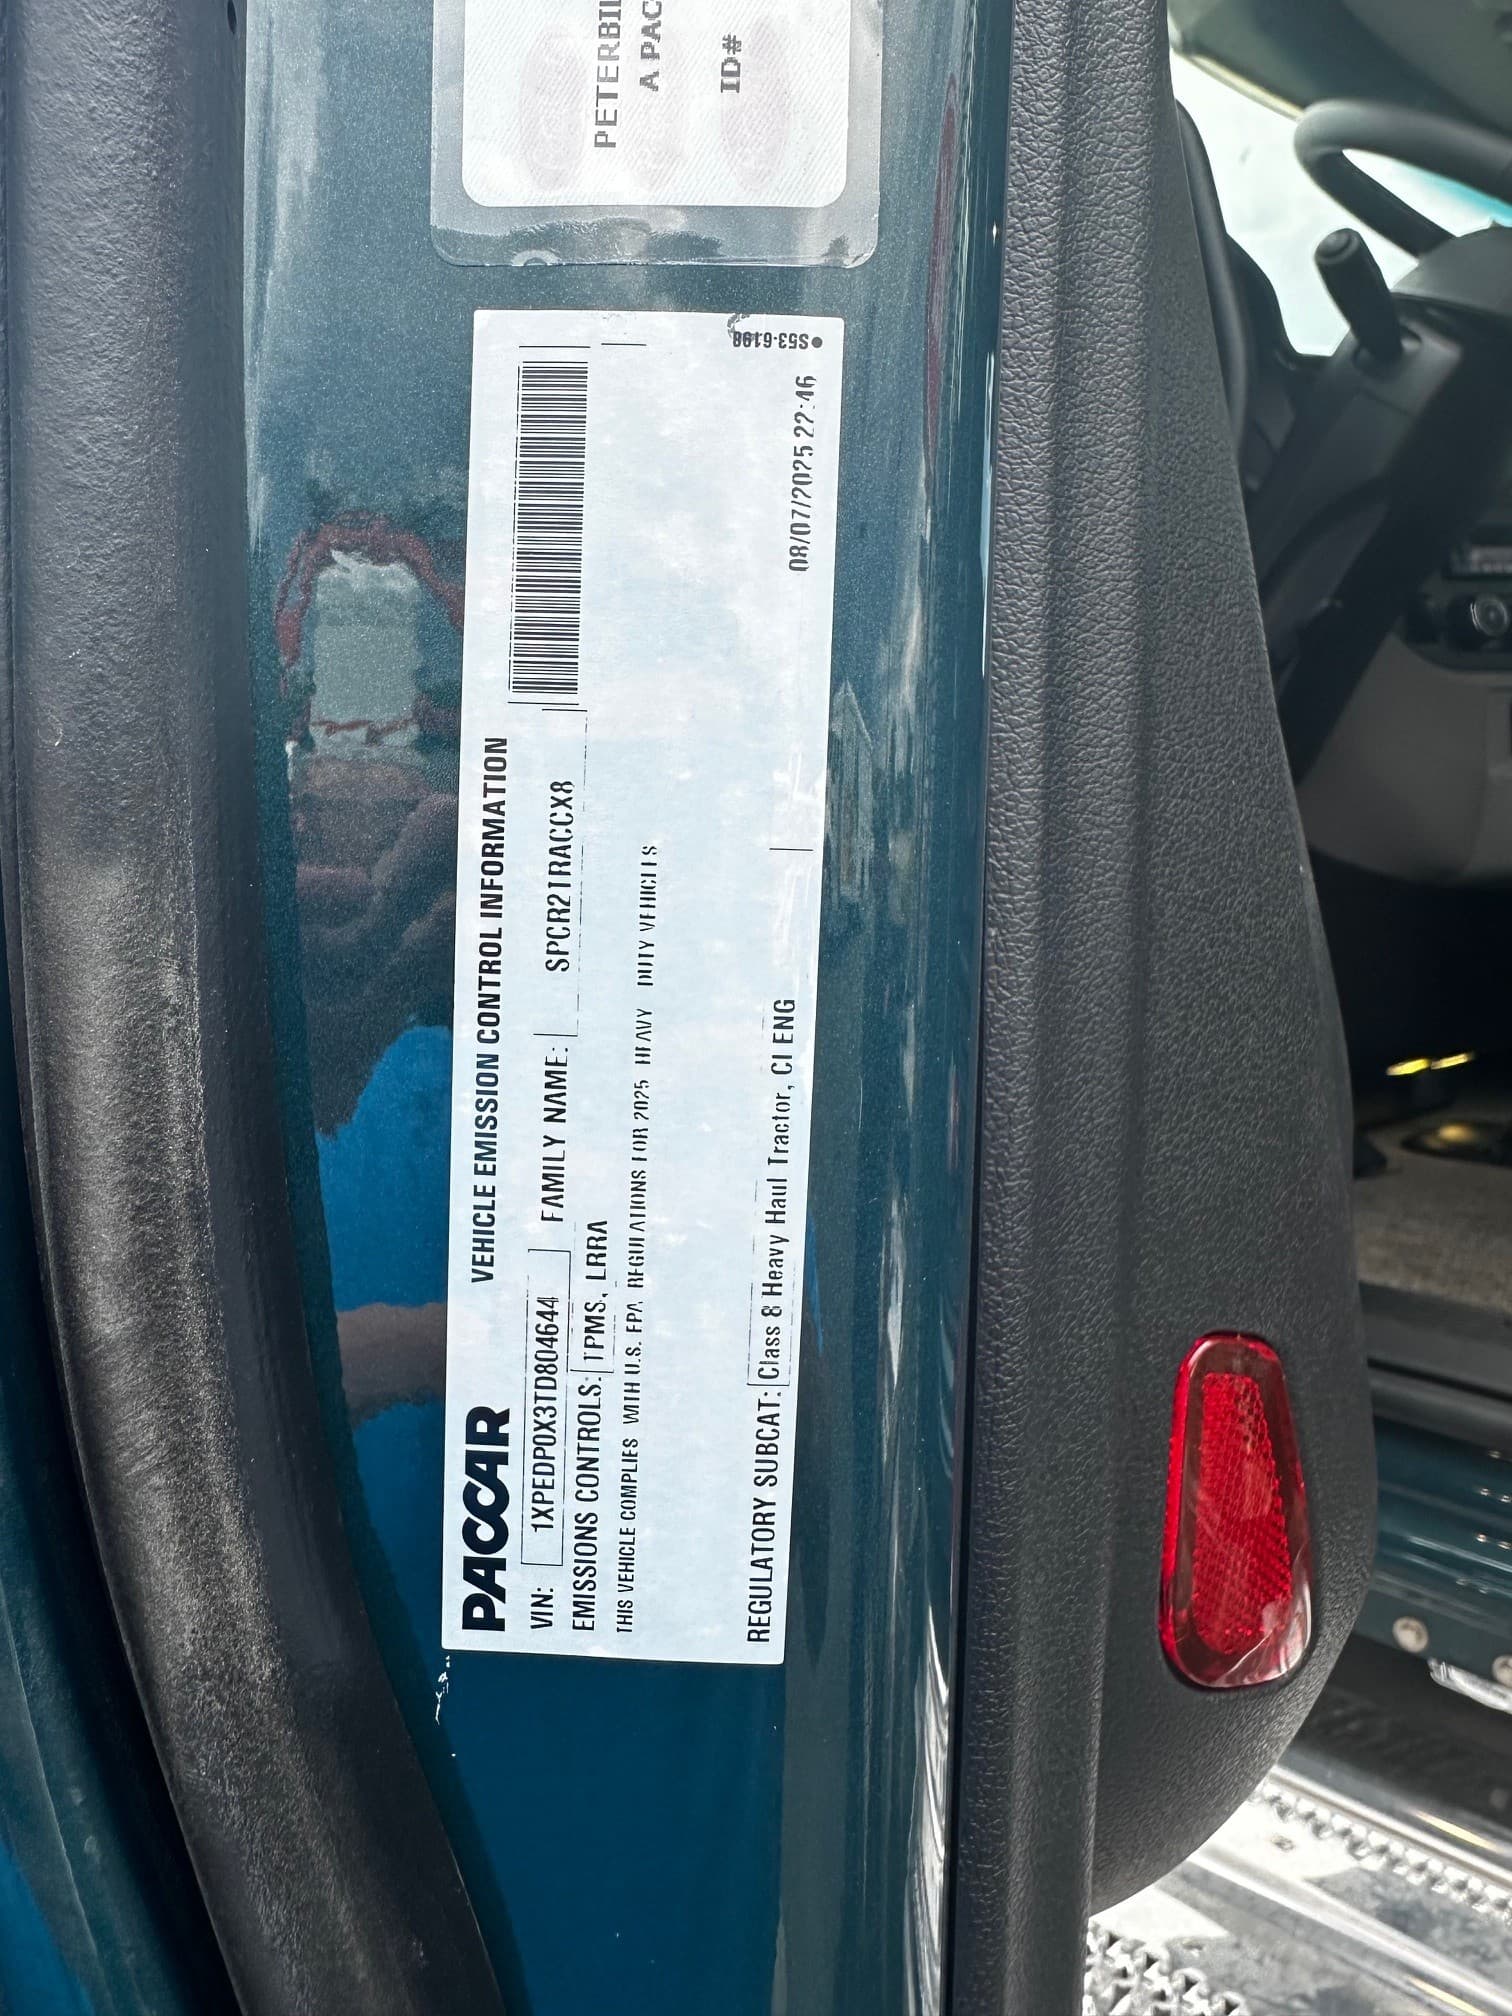 PETERBIL
A PAC
ID#
S53-6198
PACCAR VEHICLE EMISSION CONTROL INFORMATION
VIN: 1XPEDP0X3TD804644 FAMILY NAME: SPCR21RACCX8
EMISSIONS CONTROLS: TPMS, LRRA
THIS VEHICLE COMPLIES WITH U.S. EPA REGULATIONS FOR 2025 HEAVY DUTY VEHICLES
REGULATORY SUBCAT: Class 8 Heavy Haul Tractor, CI ENG
08/07/2025 22:46